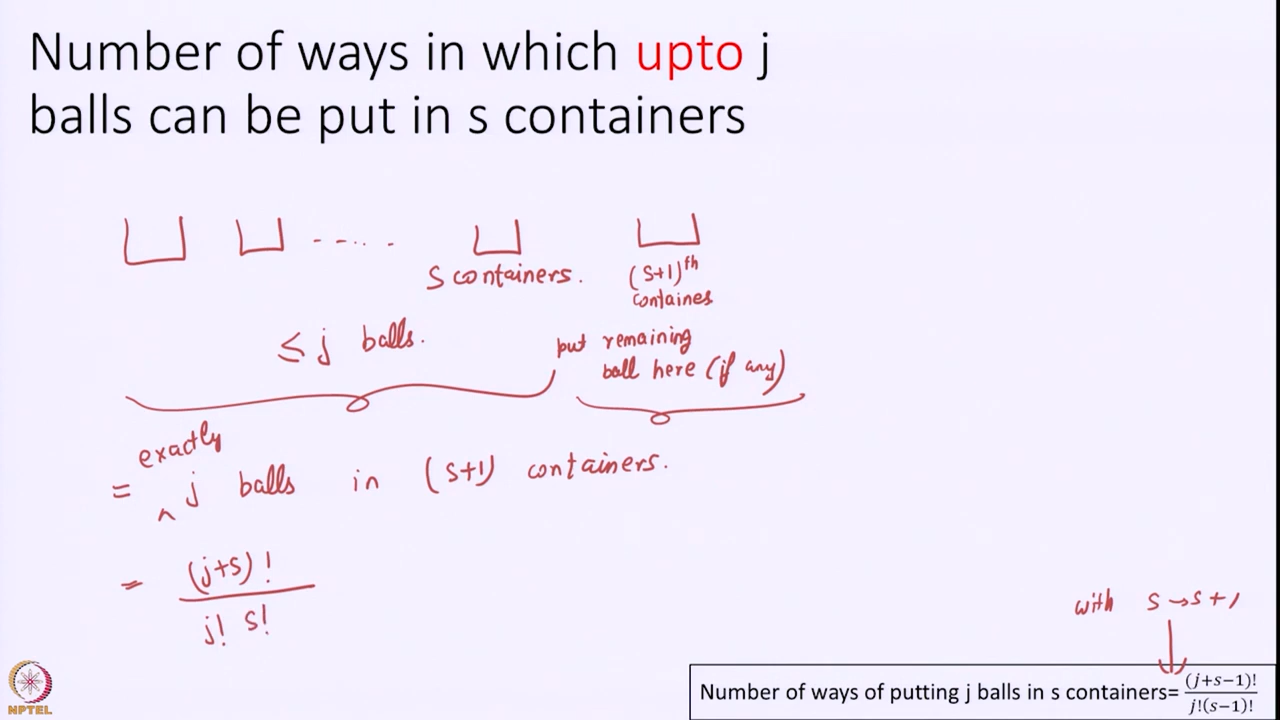 Number of ways in which upto j
balls can be put in s containers
S containers.
(S+1)th
containes
≤ j balls.
put remaining
ball here (if any)
exactly
= ^ j balls in (s+1) containers.
= (j+s)! / j! s!
with s → s+1
Number of ways of putting j balls in s containers= (j+s−1)! / j!(s−1)!
NPTEL